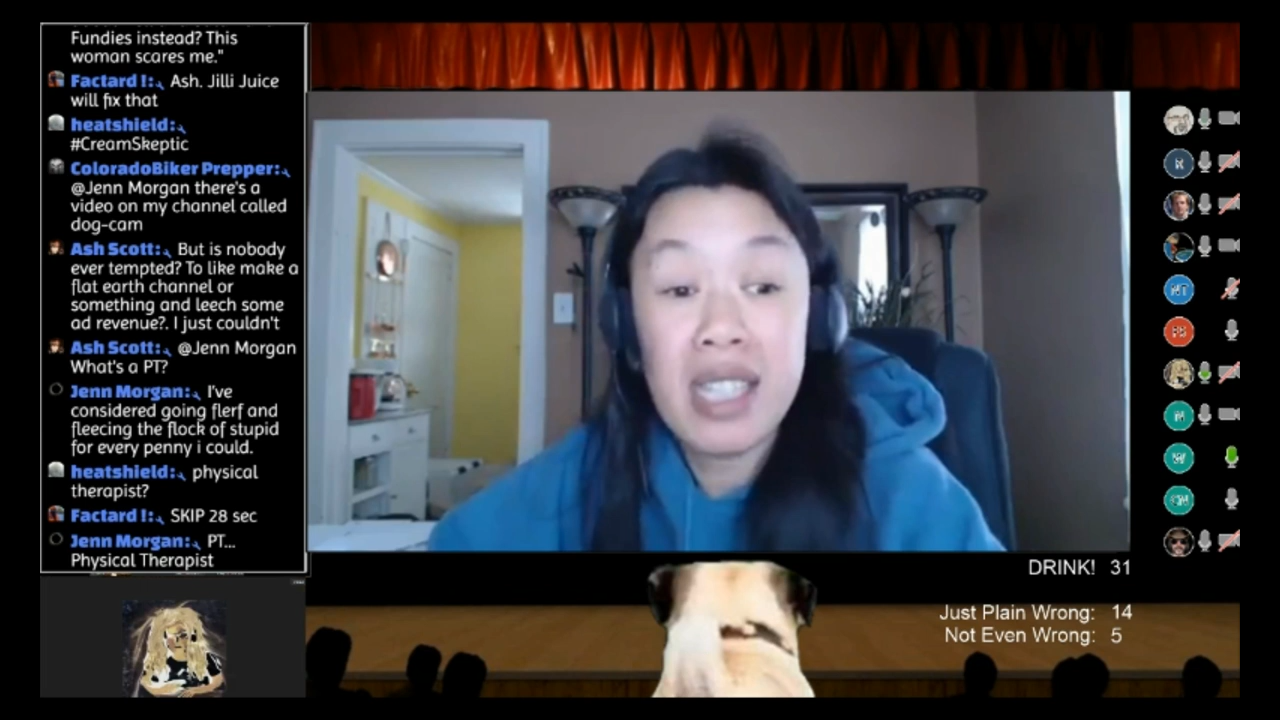 Fundies instead? This
woman scares me."
Factard !: Ash. Jilli Juice
will fix that
heatshield:
#CreamSkeptic
ColoradoBiker Prepper:
@Jenn Morgan there's a
video on my channel called
dog-cam
Ash Scott: But is nobody
ever tempted? To like make a
flat earth channel or
something and leech some
ad revenue?. I just couldn't
Ash Scott: @Jenn Morgan
What's a PT?
Jenn Morgan: I've
considered going flerf and
fleecing the flock of stupid
for every penny i could.
heatshield: physical
therapist?
Factard !: SKIP 28 sec
Jenn Morgan: PT...
Physical Therapist
DRINK! 31
Just Plain Wrong: 14
Not Even Wrong: 5